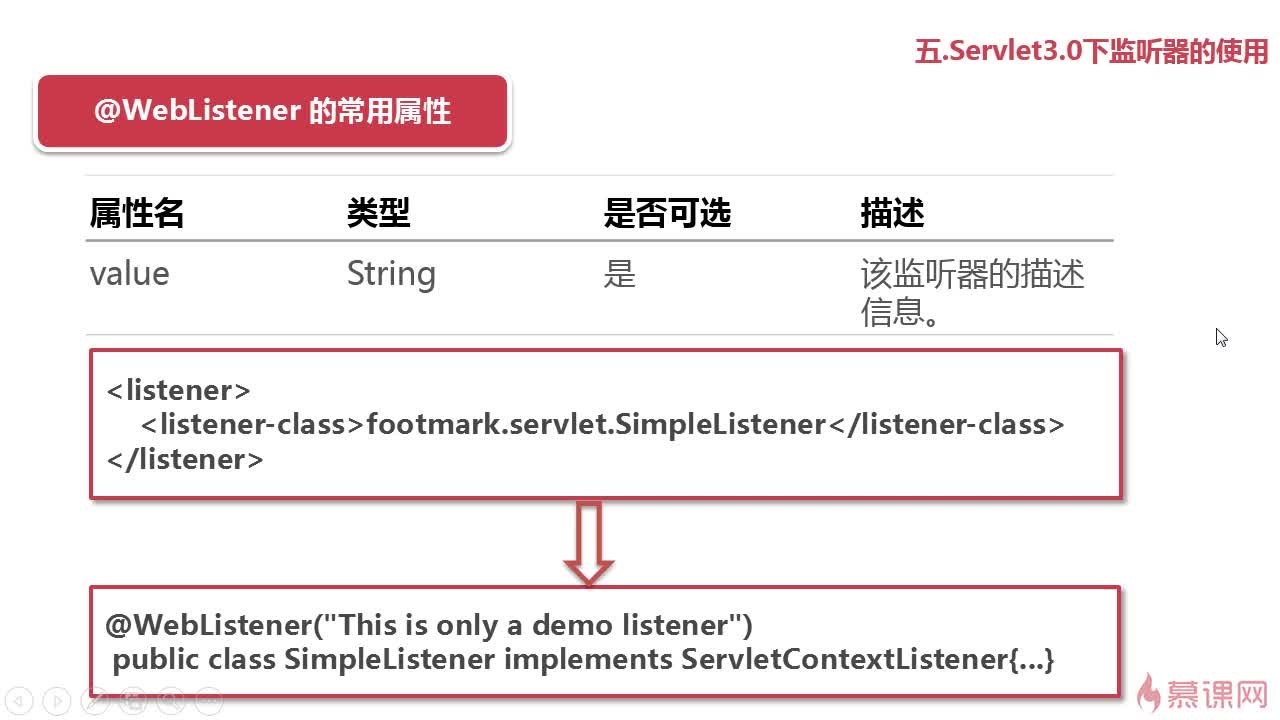 五.Servlet3.0下监听器的使用
@WebListener 的常用属性
属性名 类型 是否可选 描述
value String 是 该监听器的描述
信息。
<listener>
<listener-class>footmark.servlet.SimpleListener</listener-class>
</listener>
@WebListener("This is only a demo listener")
public class SimpleListener implements ServletContextListener{...}
慕课网